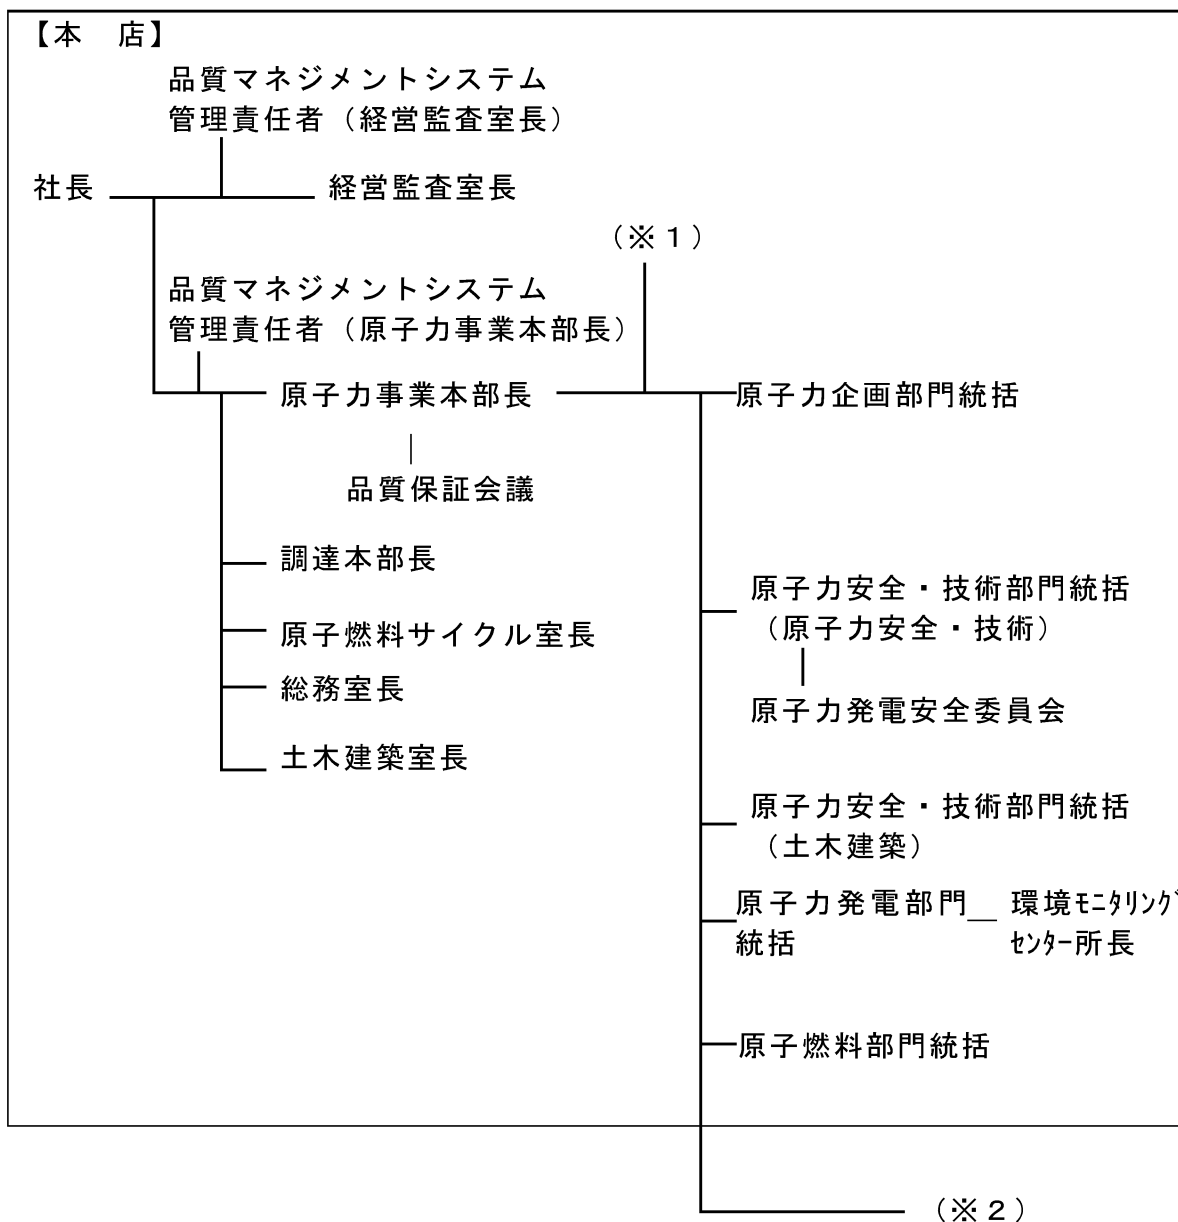 【本　店】
品質マネジメントシステム
管理責任者（経営監査室長）
社長
経営監査室長
（※１）
品質マネジメントシステム
管理責任者（原子力事業本部長）
原子力事業本部長
原子力企画部門統括
品質保証会議
調達本部長
原子力安全・技術部門統括
（原子力安全・技術）
原子燃料サイクル室長
総務室長
原子力発電安全委員会
土木建築室長
原子力安全・技術部門統括
（土木建築）
原子力発電部門
統括
環境ﾓﾆﾀﾘﾝｸﾞ
ｾﾝﾀｰ所長
原子燃料部門統括
（※２）